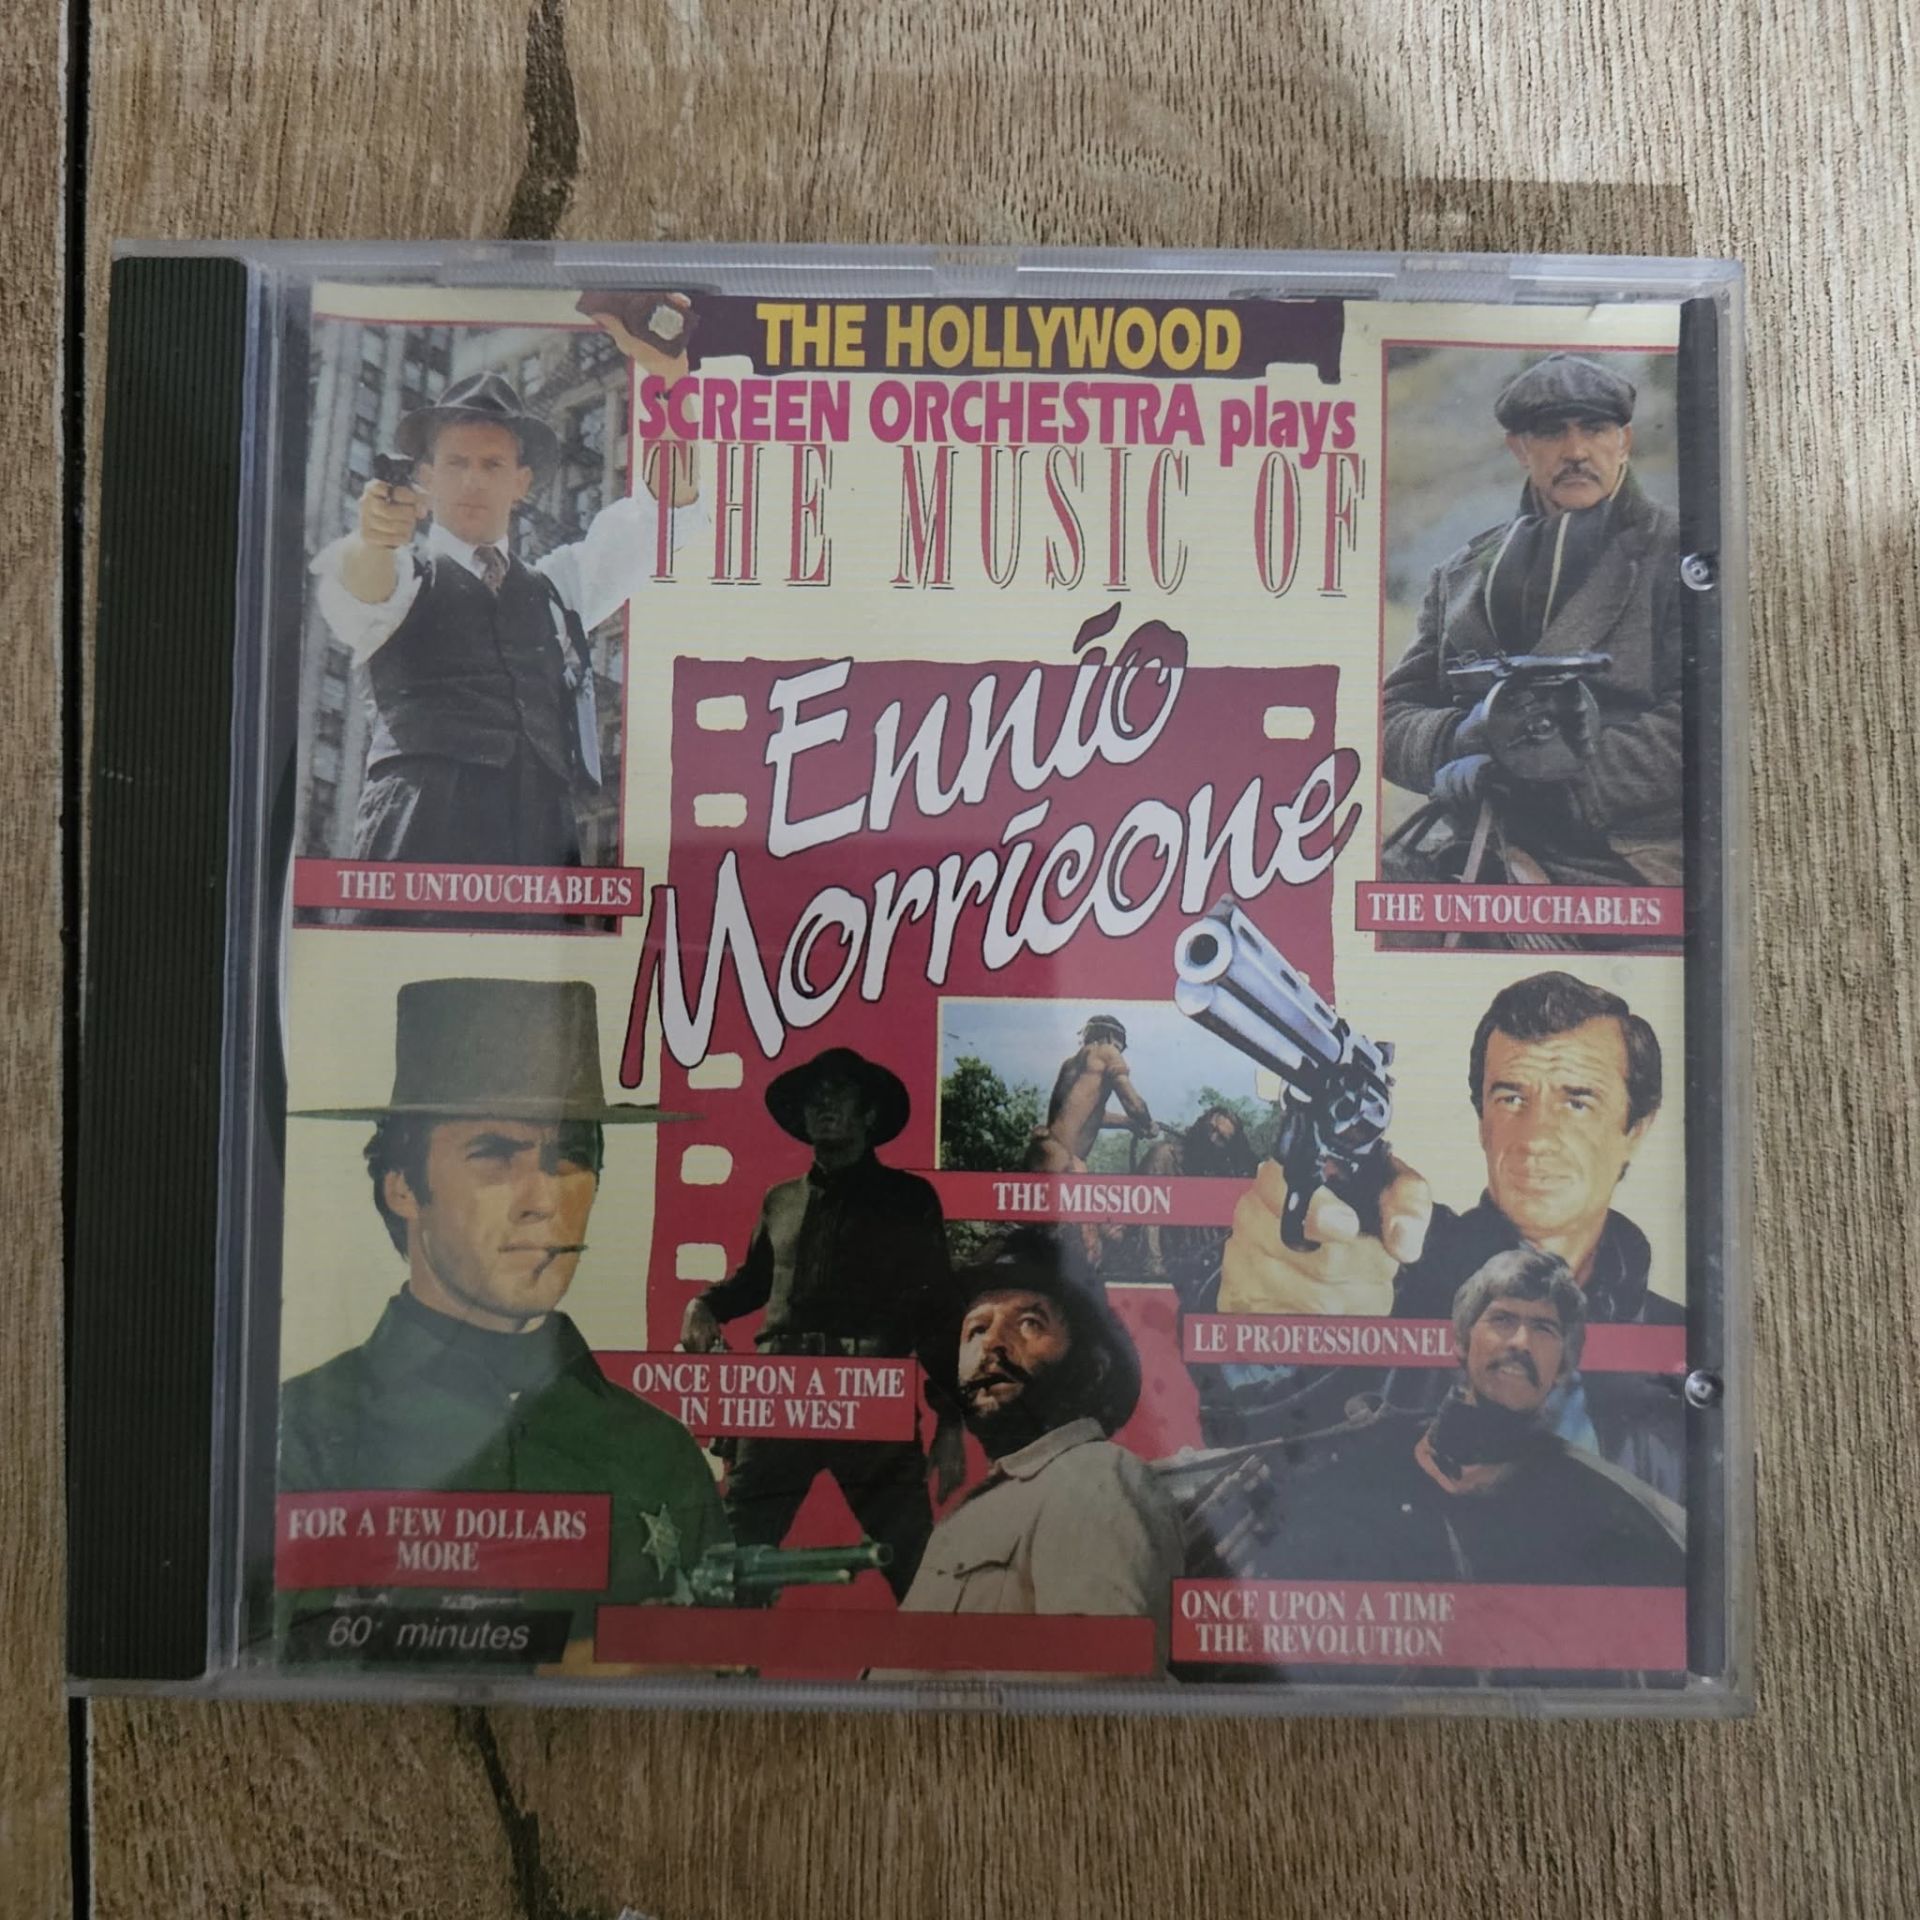 THE HOLLYWOOD
SCREEN ORCHESTRA plays
THE MUSIC OF
Ennio
Morricone
THE UNTOUCHABLES
THE UNTOUCHABLES
THE MISSION
LE PROFESSIONNEL
ONCE UPON A TIME
IN THE WEST
FOR A FEW DOLLARS
MORE
60' minutes
ONCE UPON A TIME
THE REVOLUTION